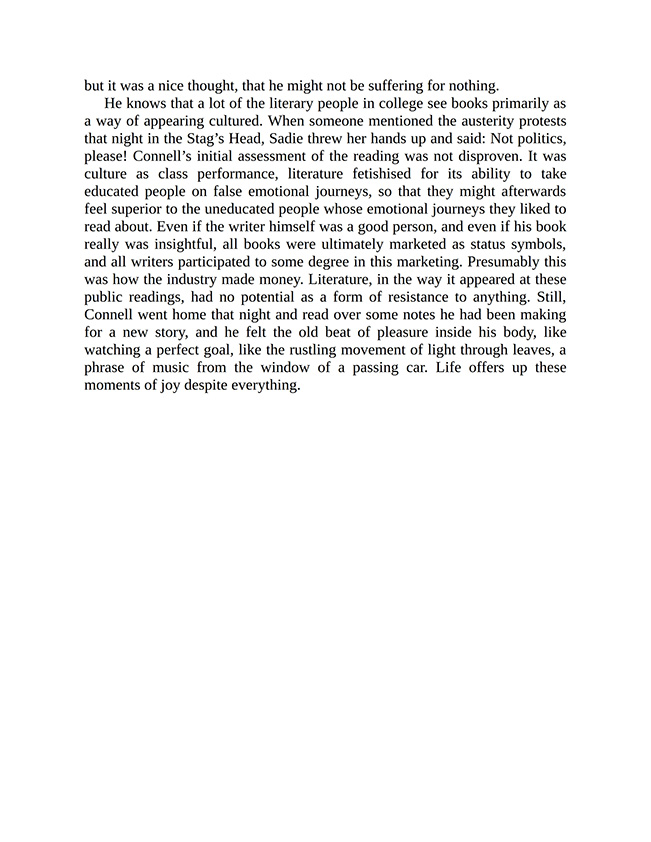 but it was a nice thought, that he might not be suffering for nothing.
He knows that a lot of the literary people in college see books primarily as
a way of appearing cultured. When someone mentioned the austerity protests
that night in the Stag’s Head, Sadie threw her hands up and said: Not politics,
please! Connell’s initial assessment of the reading was not disproven. It was
culture as class performance, literature fetishised for its ability to take
educated people on false emotional journeys, so that they might afterwards
feel superior to the uneducated people whose emotional journeys they liked to
read about. Even if the writer himself was a good person, and even if his book
really was insightful, all books were ultimately marketed as status symbols,
and all writers participated to some degree in this marketing. Presumably this
was how the industry made money. Literature, in the way it appeared at these
public readings, had no potential as a form of resistance to anything. Still,
Connell went home that night and read over some notes he had been making
for a new story, and he felt the old beat of pleasure inside his body, like
watching a perfect goal, like the rustling movement of light through leaves, a
phrase of music from the window of a passing car. Life offers up these
moments of joy despite everything.